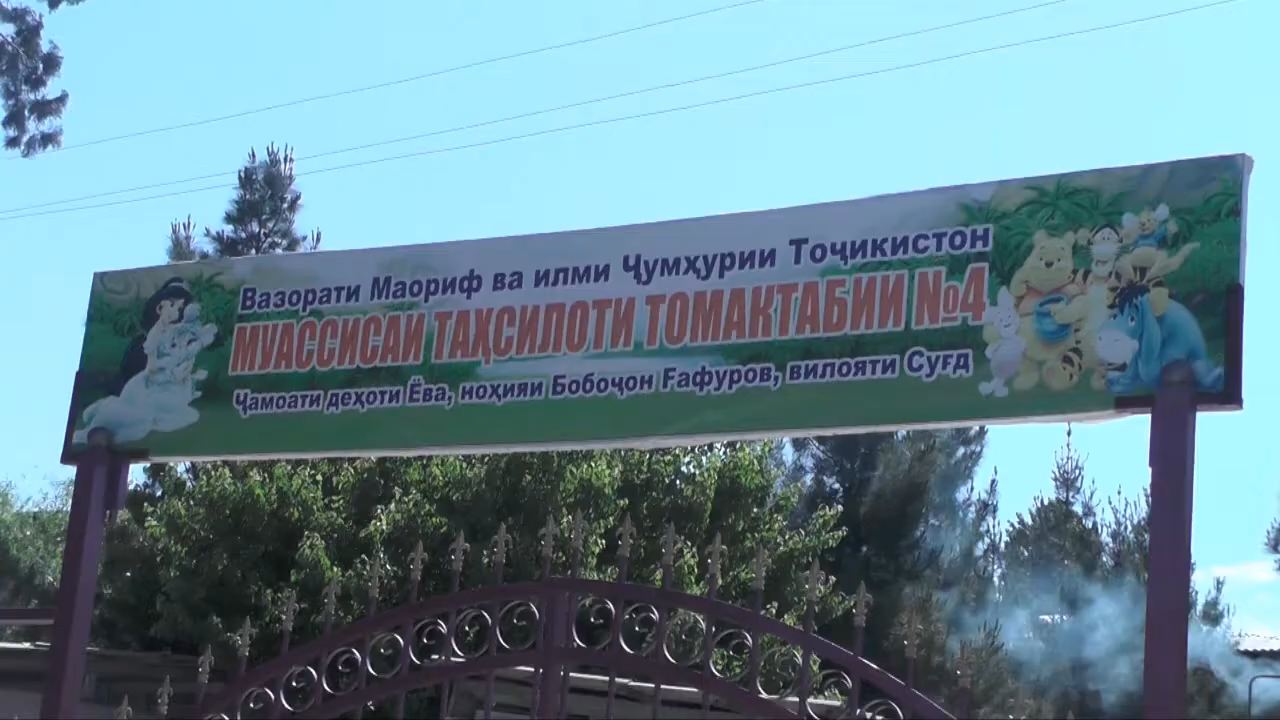 Вазорати Маориф ва илми Ҷумҳурии Тоҷикистон
МУАССИСАИ ТАҲСИЛОТИ ТОМАКТАБИИ №4
Ҷамоати деҳоти Ёва, ноҳияи Бобоҷон Ғафуров, вилояти Суғд